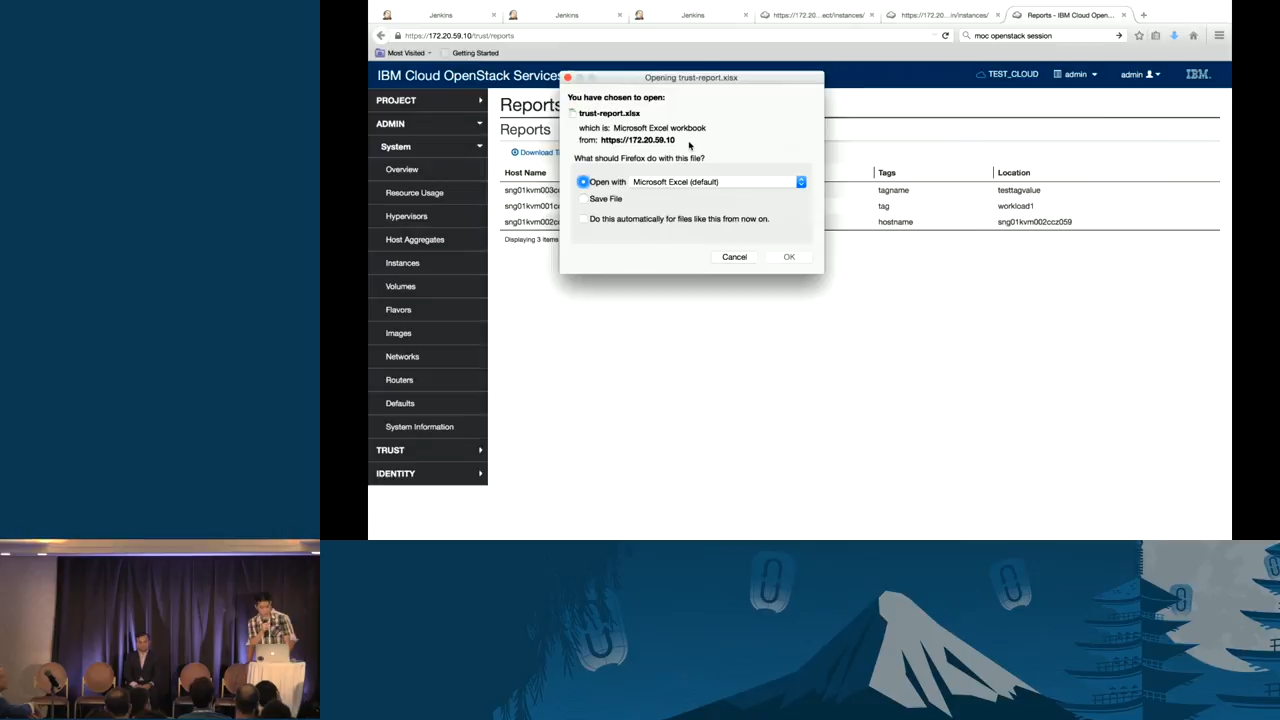 Jenkins
Jenkins
Jenkins
https://172.20...ect/instances/
https://172.20...in/instances/
Reports - IBM Cloud Open...
https://172.20.59.10/trust/reports
moc openstack session
Most Visited
Getting Started
IBM Cloud OpenStack Services
TEST_CLOUD
admin
admin
IBM.
PROJECT
ADMIN
System
Overview
Resource Usage
Hypervisors
Host Aggregates
Instances
Volumes
Flavors
Images
Networks
Routers
Defaults
System Information
TRUST
IDENTITY
Reports
Reports
Download
Host Name
Tags
Location
sng01kvm003c
tagname
testtagvalue
sng01kvm001c
tag
workload1
sng01kvm002c
hostname
sng01kvm002ccz059
Displaying 3 items
Opening trust-report.xlsx
You have chosen to open:
trust-report.xlsx
which is: Microsoft Excel workbook
from: https://172.20.59.10
What should Firefox do with this file?
Open with Microsoft Excel (default)
Save File
Do this automatically for files like this from now on.
Cancel
OK